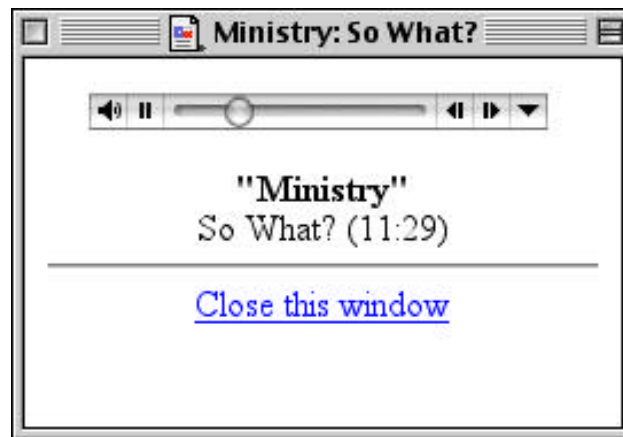 Ministry: So What?
"Ministry"
So What? (11:29)
Close this window